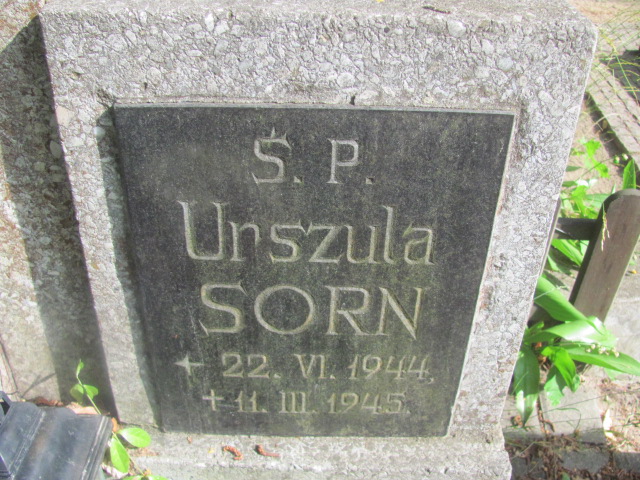 Ś. P.
Urszula
SORN
✦ 22. VI. 1944.
+ 11. III. 1945.